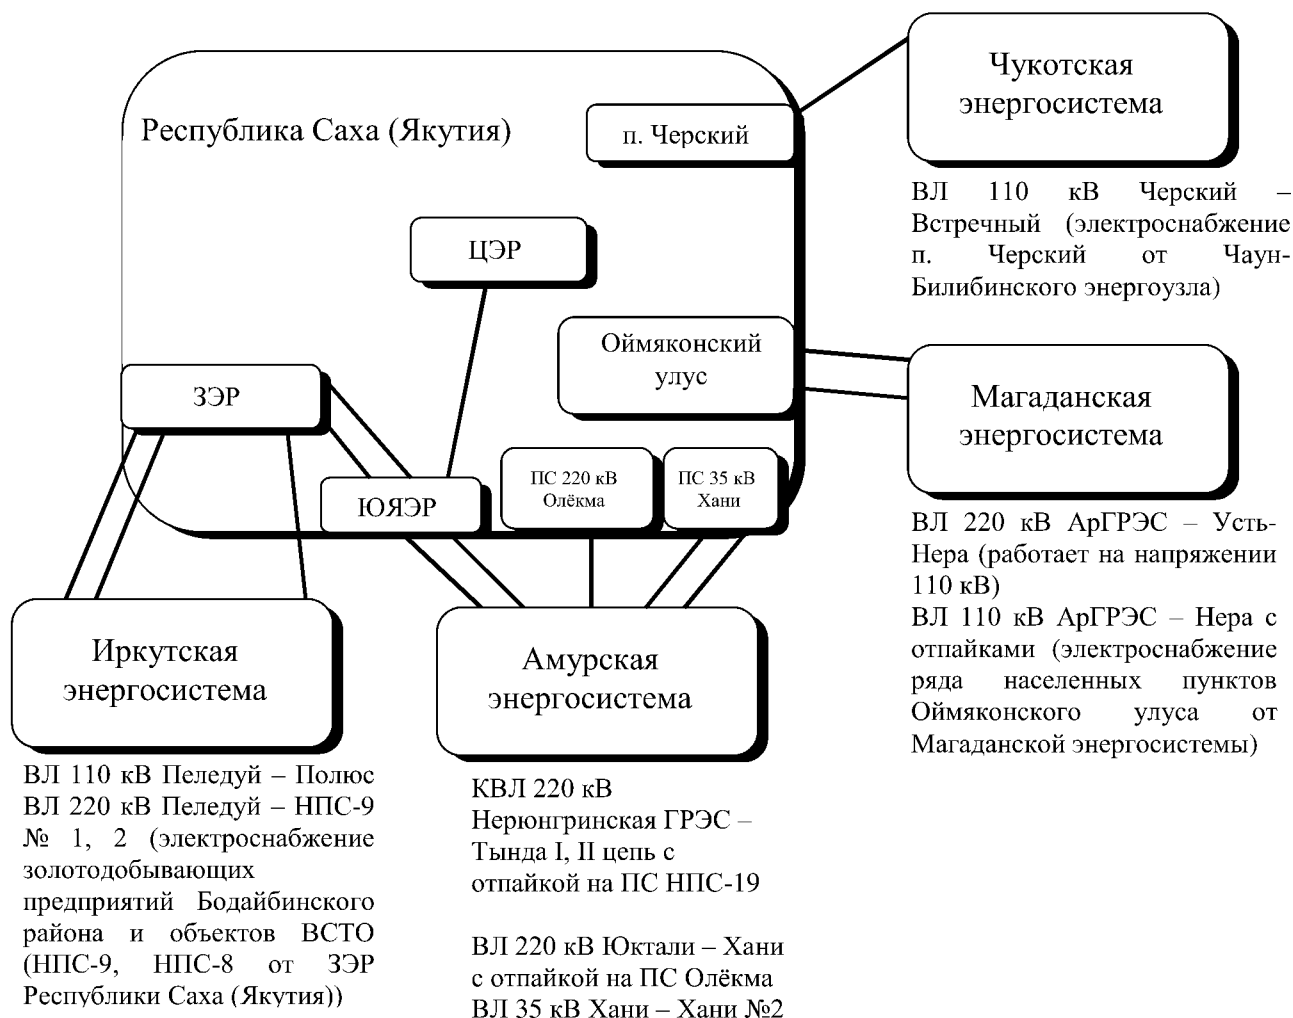 Республика Саха (Якутия)
п. Черский
ЦЭР
Оймяконский
улус
ЗЭР
ЮЯЭР
ПС 220 кВ
Олёкма
ПС 35 кВ
Хани
Чукотская
энергосистема
ВЛ 110 кВ Черский –
Встречный (электроснабжение
п. Черский от Чаун-
Билибинского энергоузла)
Магаданская
энергосистема
ВЛ 220 кВ АрГРЭС – Усть-
Нера (работает на напряжении
110 кВ)
ВЛ 110 кВ АрГРЭС – Нера с
отпайками (электроснабжение
ряда населенных пунктов
Оймяконского улуса от
Магаданской энергосистемы)
Иркутская
энергосистема
ВЛ 110 кВ Пеледуй – Полюс
ВЛ 220 кВ Пеледуй – НПС-9
№ 1, 2 (электроснабжение
золотодобывающих
предприятий Бодайбинского
района и объектов ВСТО
(НПС-9, НПС-8 от ЗЭР
Республики Саха (Якутия))
Амурская
энергосистема
КВЛ 220 кВ
Нерюнгринская ГРЭС –
Тында I, II цепь с
отпайкой на ПС НПС-19
ВЛ 220 кВ Юктали – Хани
с отпайкой на ПС Олёкма
ВЛ 35 кВ Хани – Хани №2